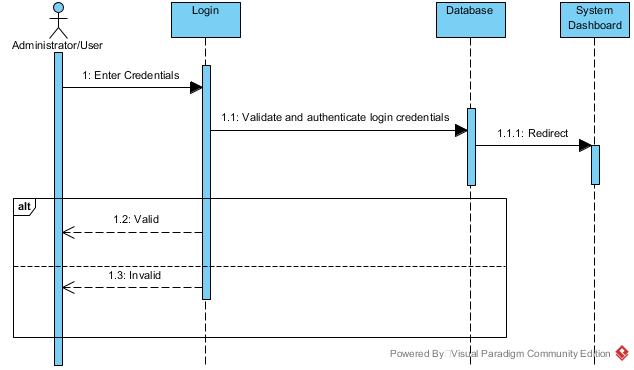 Administrator/User
Login
Database
System
Dashboard
1: Enter Credentials
1.1: Validate and authenticate login credentials
1.1.1: Redirect
alt
1.2: Valid
1.3: Invalid
Powered By Visual Paradigm Community Edition